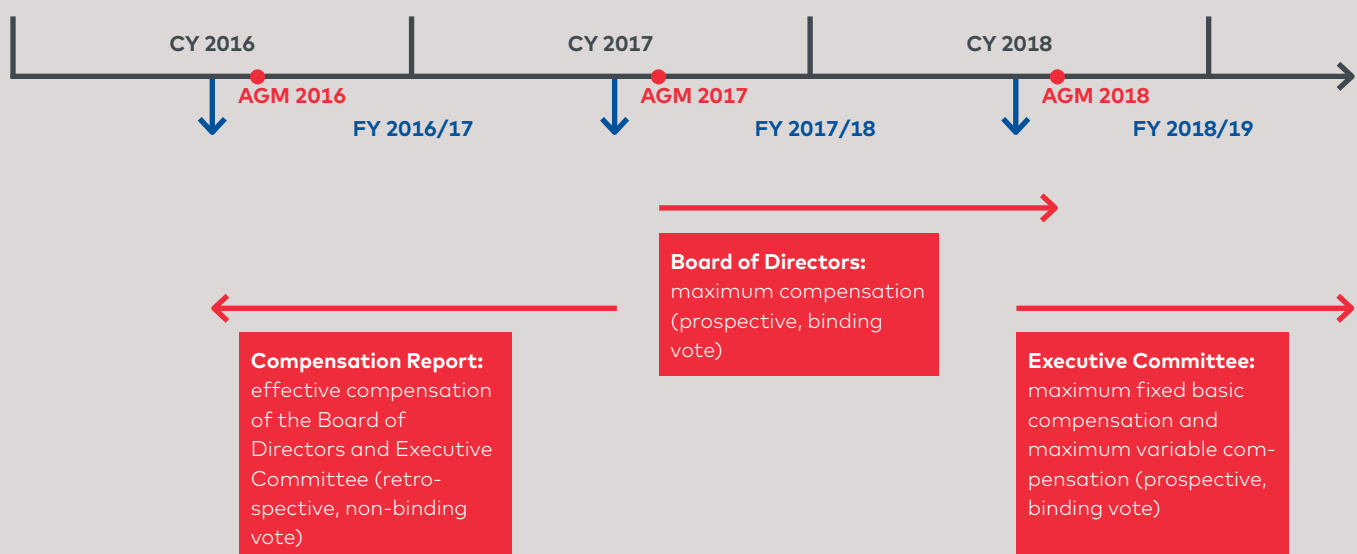 CY 2016
CY 2017
CY 2018
AGM 2016
AGM 2017
AGM 2018
FY 2016/17
FY 2017/18
FY 2018/19
Board of Directors:
maximum compensation
(prospective, binding
vote)
Compensation Report:
effective compensation
of the Board of
Directors and Executive
Committee (retro-
spective, non-binding
vote)
Executive Committee:
maximum fixed basic
compensation and
maximum variable com-
pensation (prospective,
binding vote)